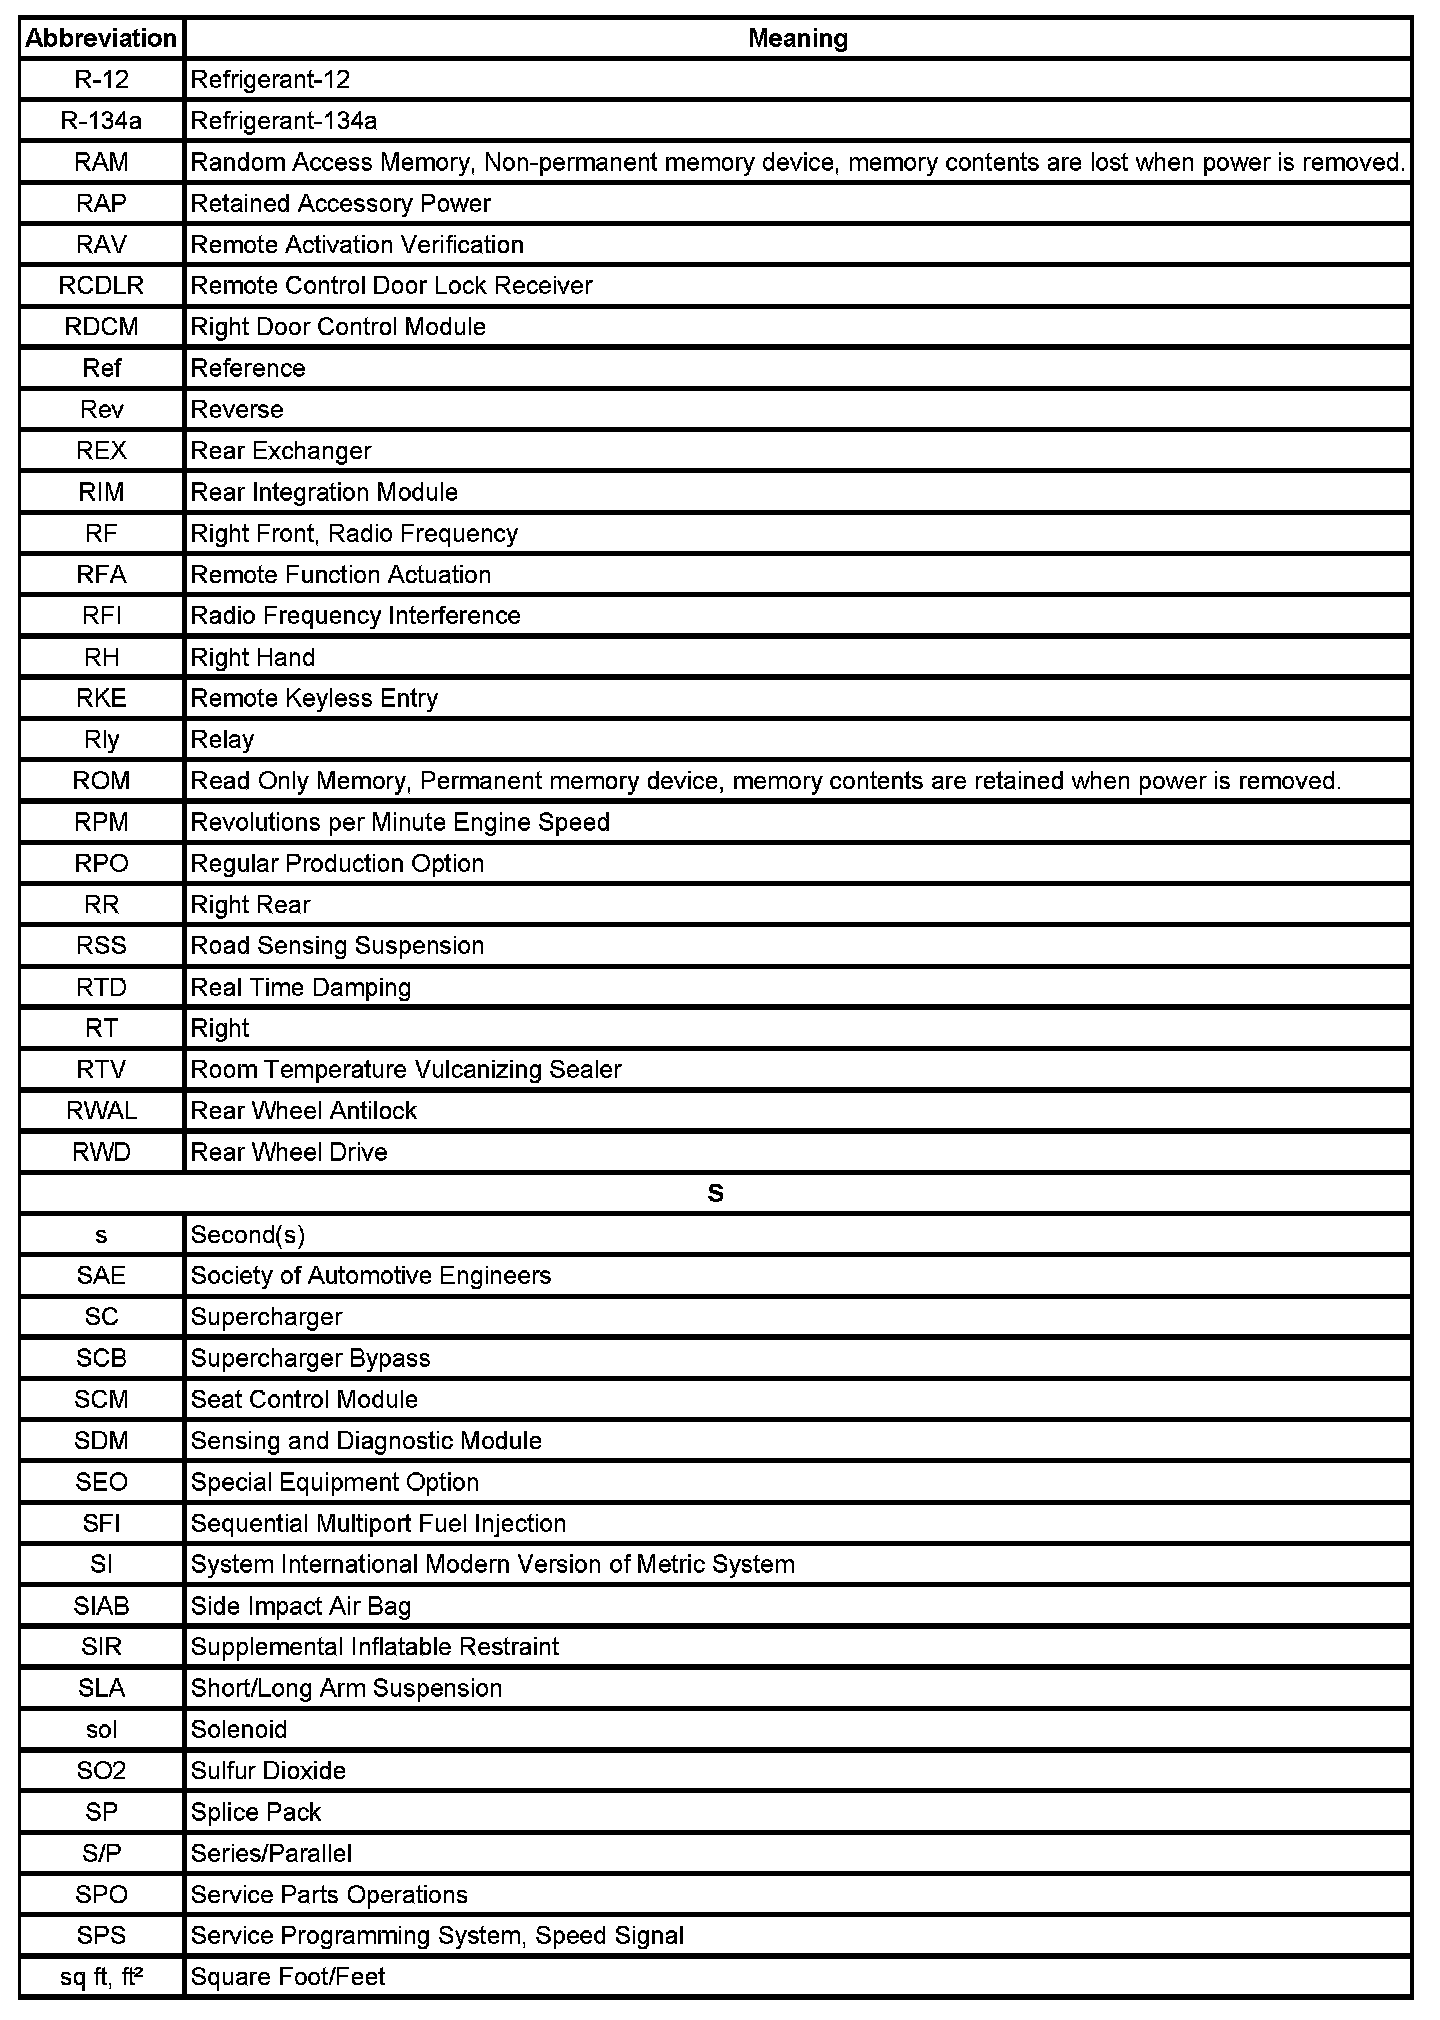 Abbreviation Meaning
R-12 Refrigerant-12
R-134a Refrigerant-134a
RAM Random Access Memory, Non-permanent memory device, memory contents are lost when power is removed.
RAP Retained Accessory Power
RAV Remote Activation Verification
RCDLR Remote Control Door Lock Receiver
RDCM Right Door Control Module
Ref Reference
Rev Reverse
REX Rear Exchanger
RIM Rear Integration Module
RF Right Front, Radio Frequency
RFA Remote Function Actuation
RFI Radio Frequency Interference
RH Right Hand
RKE Remote Keyless Entry
Rly Relay
ROM Read Only Memory, Permanent memory device, memory contents are retained when power is removed.
RPM Revolutions per Minute Engine Speed
RPO Regular Production Option
RR Right Rear
RSS Road Sensing Suspension
RTD Real Time Damping
RT Right
RTV Room Temperature Vulcanizing Sealer
RWAL Rear Wheel Antilock
RWD Rear Wheel Drive
S
s Second(s)
SAE Society of Automotive Engineers
SC Supercharger
SCB Supercharger Bypass
SCM Seat Control Module
SDM Sensing and Diagnostic Module
SEO Special Equipment Option
SFI Sequential Multiport Fuel Injection
SI System International Modern Version of Metric System
SIAB Side Impact Air Bag
SIR Supplemental Inflatable Restraint
SLA Short/Long Arm Suspension
sol Solenoid
SO2 Sulfur Dioxide
SP Splice Pack
S/P Series/Parallel
SPO Service Parts Operations
SPS Service Programming System, Speed Signal
sq ft, ft² Square Foot/Feet